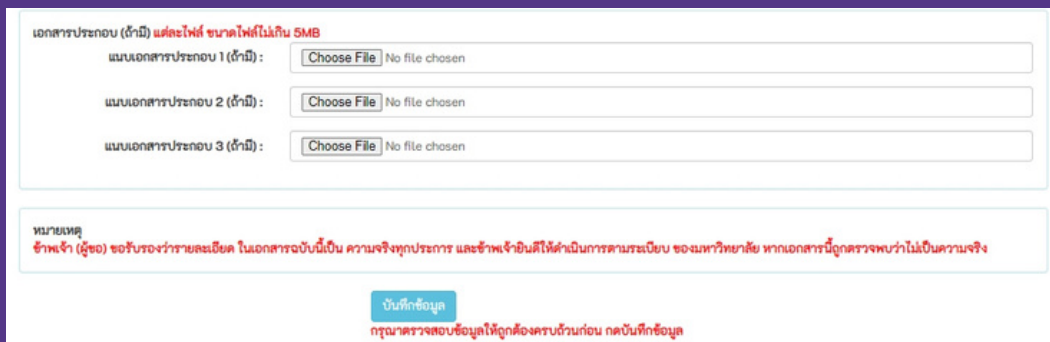 เอกสารประกอบ (ถ้ามี) แต่ละไฟล์ ขนาดไฟล์ไม่เกิน 5MB
แนบเอกสารประกอบ 1 (ถ้ามี) : Choose File No file chosen
แนบเอกสารประกอบ 2 (ถ้ามี) : Choose File No file chosen
แนบเอกสารประกอบ 3 (ถ้ามี) : Choose File No file chosen
หมายเหตุ
ข้าพเจ้า (ผู้ขอ) ขอรับรองว่ารายละเอียด ในเอกสารฉบับนี้เป็น ความจริงทุกประการ และข้าพเจ้ายินดีให้ดำเนินการตามระเบียบ ของมหาวิทยาลัย หากเอกสารนี้ถูกตรวจพบว่าไม่เป็นความจริง
บันทึกข้อมูล
กรุณาตรวจสอบข้อมูลให้ถูกต้องครบถ้วนก่อน กดบันทึกข้อมูล